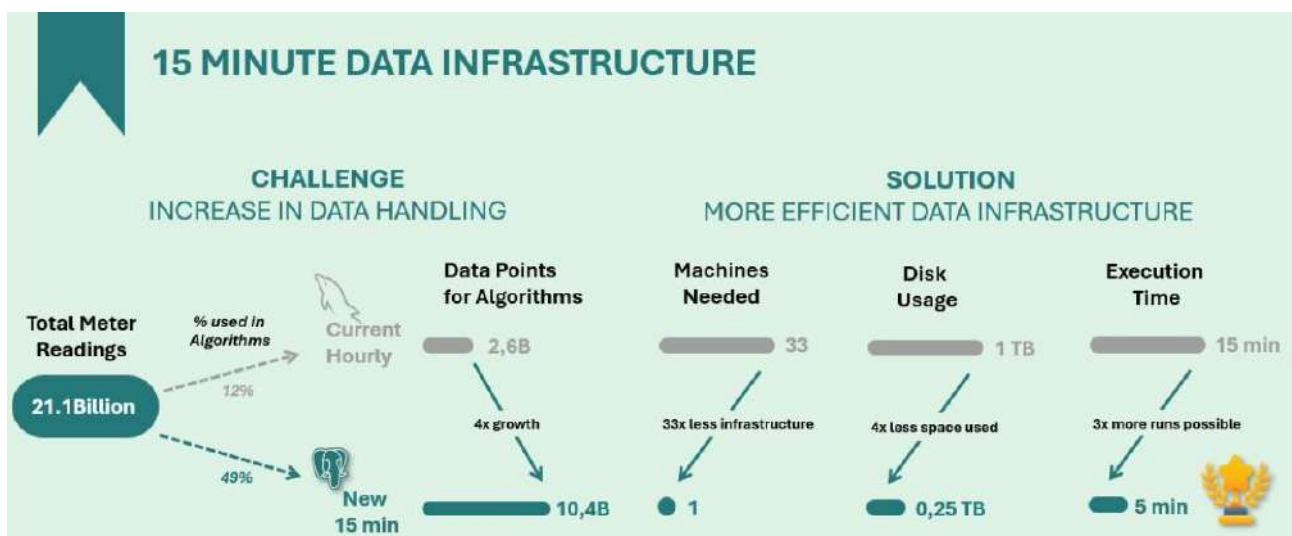 15 MINUTE DATA INFRASTRUCTURE
CHALLENGE
INCREASE IN DATA HANDLING
SOLUTION
MORE EFFICIENT DATA INFRASTRUCTURE
Total Meter
Readings
21.1Billion
% used in
Algorithms
12%
49%
Current
Hourly
New
15 min
Data Points
for Algorithms
2,6B
4x growth
10,4B
Machines
Needed
33
33x less infrastructure
1
Disk
Usage
1 TB
4x less space used
0,25 TB
Execution
Time
15 min
3x more runs possible
5 min